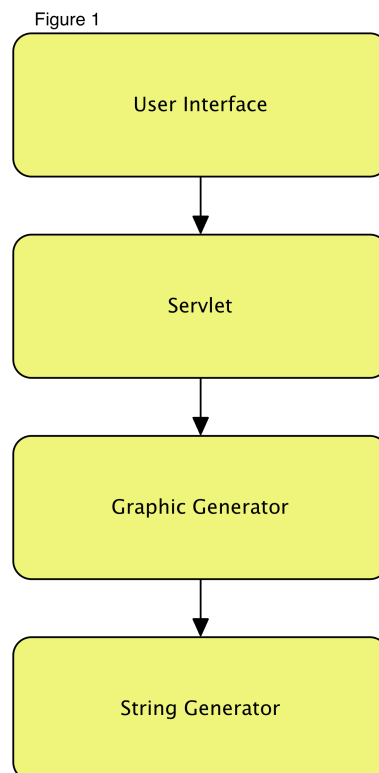 Figure 1
User Interface
Servlet
Graphic Generator
String Generator